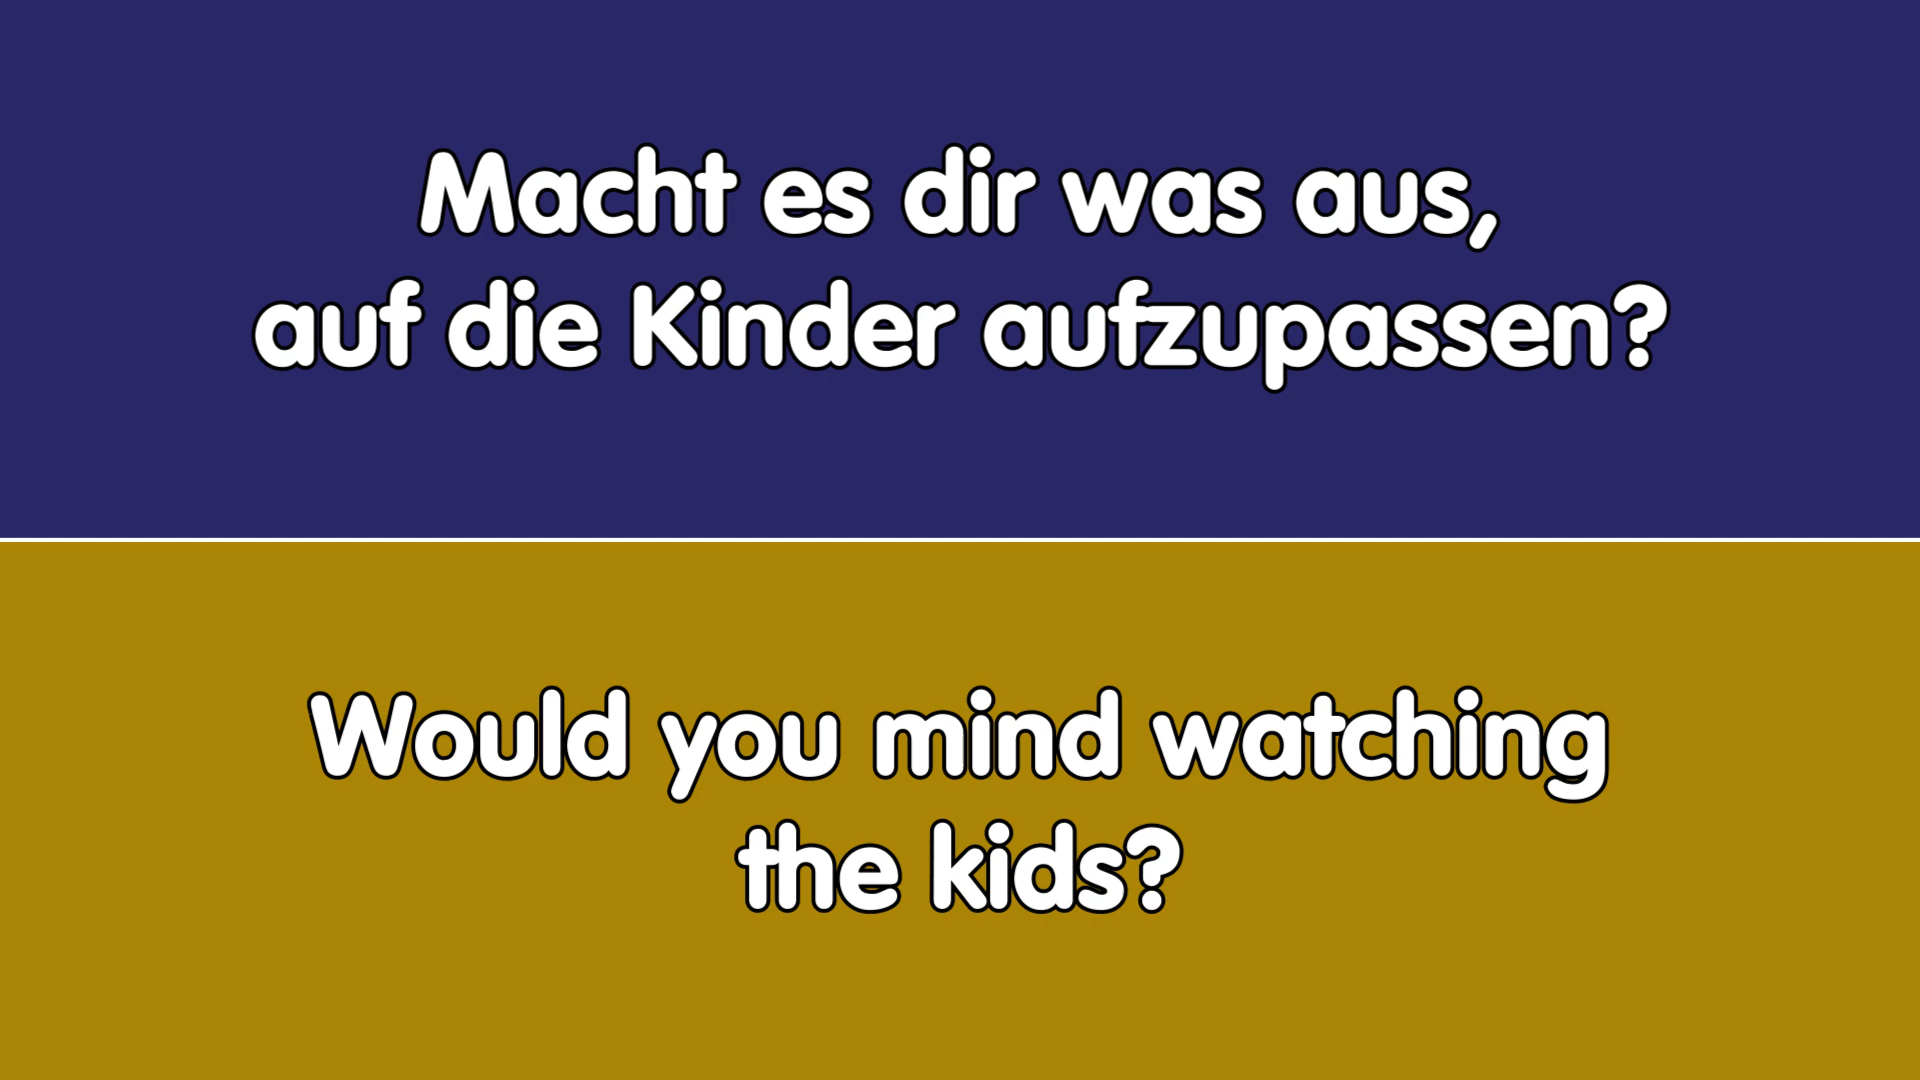 Macht es dir was aus,
auf die Kinder aufzupassen?
Would you mind watching
the kids?